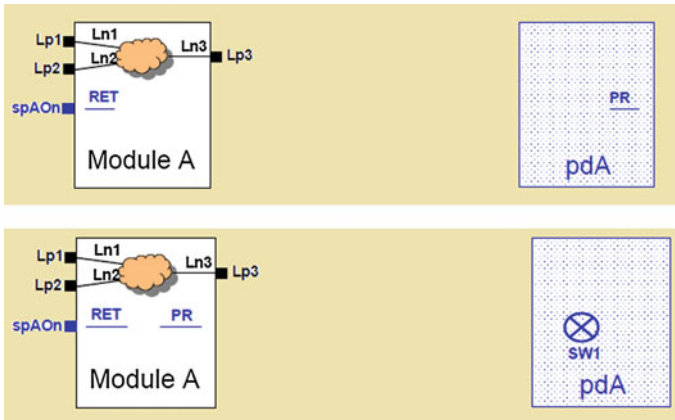 Lp1 Ln1
Ln3 Lp3
Lp2 Ln2
spAOn RET
PR
Module A
pdA
Lp1 Ln1
Ln3 Lp3
Lp2 Ln2
spAOn RET PR
SW1
Module A
pdA